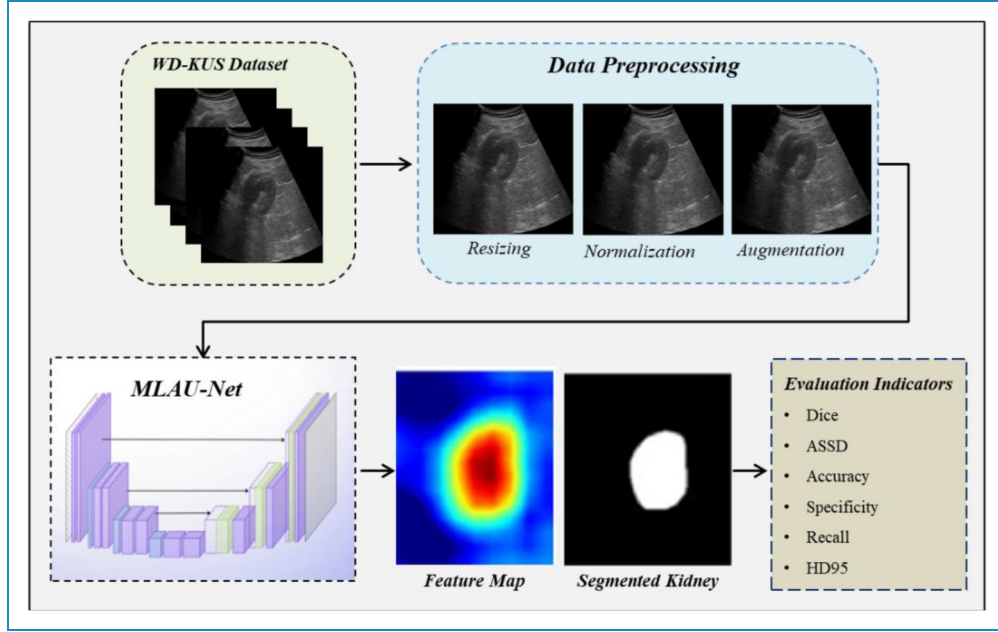 WD-KUS Dataset
Data Preprocessing
Resizing
Normalization
Augmentation
MLAU-Net
Feature Map
Segmented Kidney
Evaluation Indicators
• Dice
• ASSD
• Accuracy
• Specificity
• Recall
• HD95